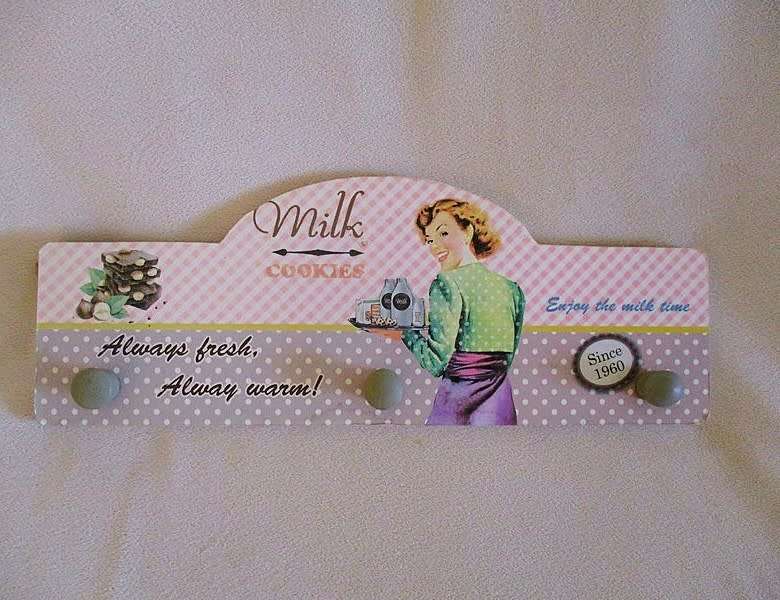 Milk
COOKIES
Enjoy the milk time
Always fresh,
Alway warm!
Since
1960